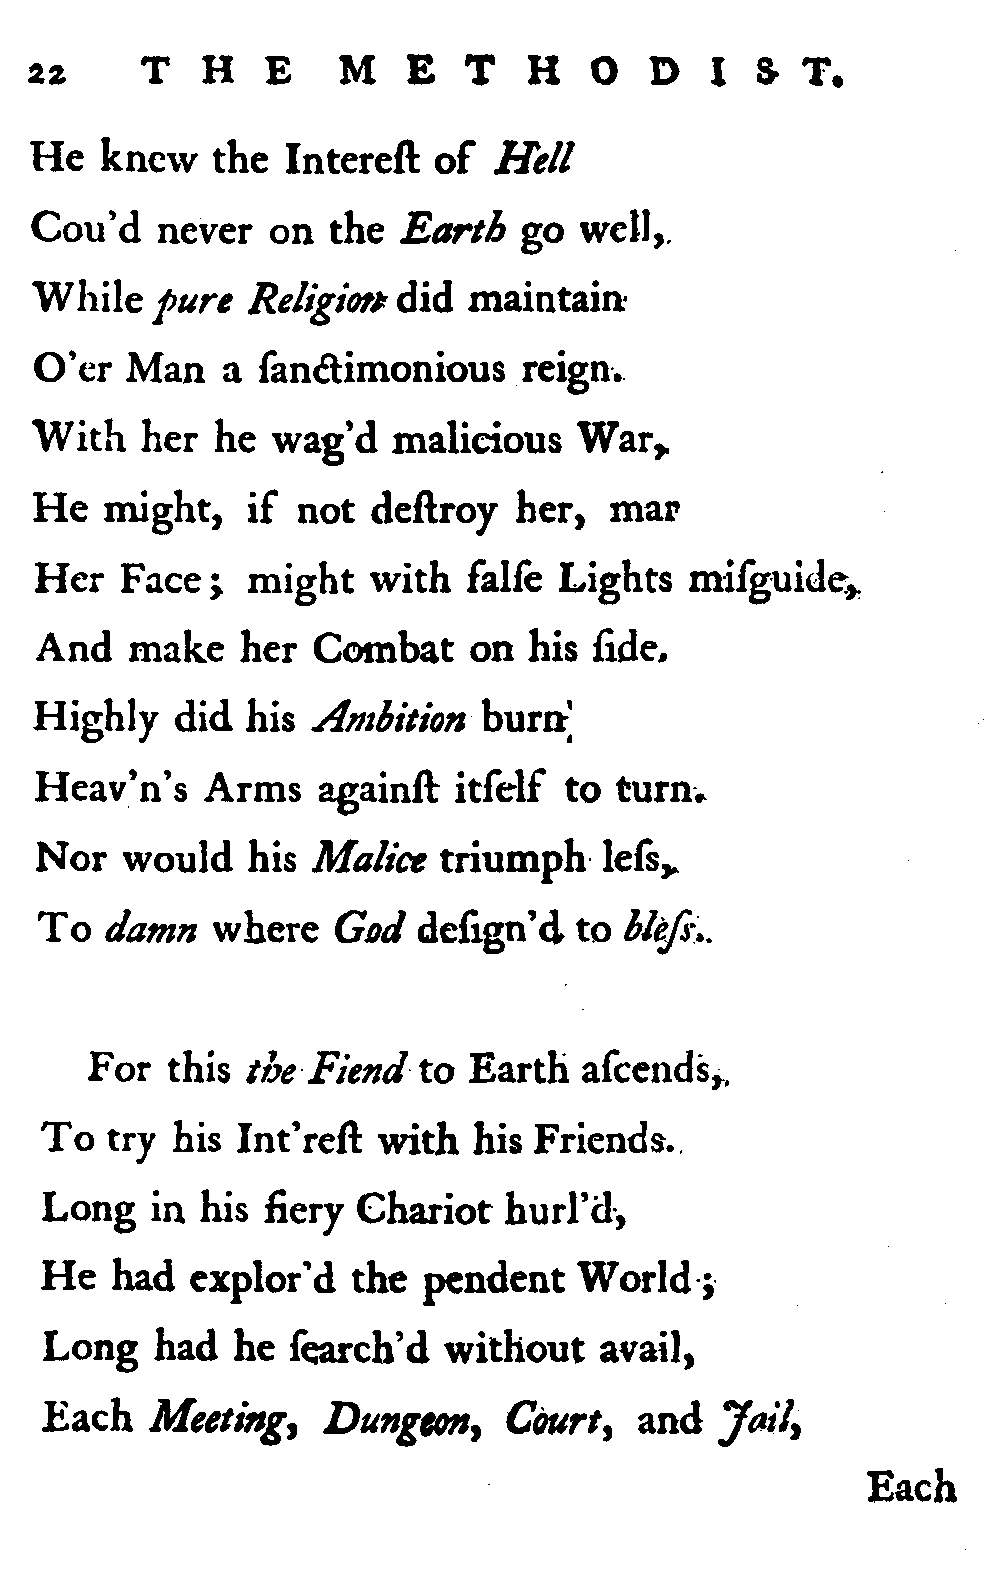 22 THE METHODIST.
He knew the Intereſt of Hell
Cou'd never on the Earth go well,
While pure Religion did maintain
O'er Man a ſanctimonious reign.
With her he wag'd malicious War,
He might, if not deſtroy her, mar
Her Face; might with falſe Lights miſguide,
And make her Combat on his ſide.
Highly did his Ambition burn
Heav'n's Arms againſt itſelf to turn.
Nor would his Malice triumph leſs,
To damn where God deſign'd to bleſs.
For this the Fiend to Earth aſcends,
To try his Int'reſt with his Friends.
Long in his fiery Chariot hurl'd,
He had explor'd the pendent World;
Long had he ſearch'd without avail,
Each Meeting, Dungeon, Court, and Jail,
Each